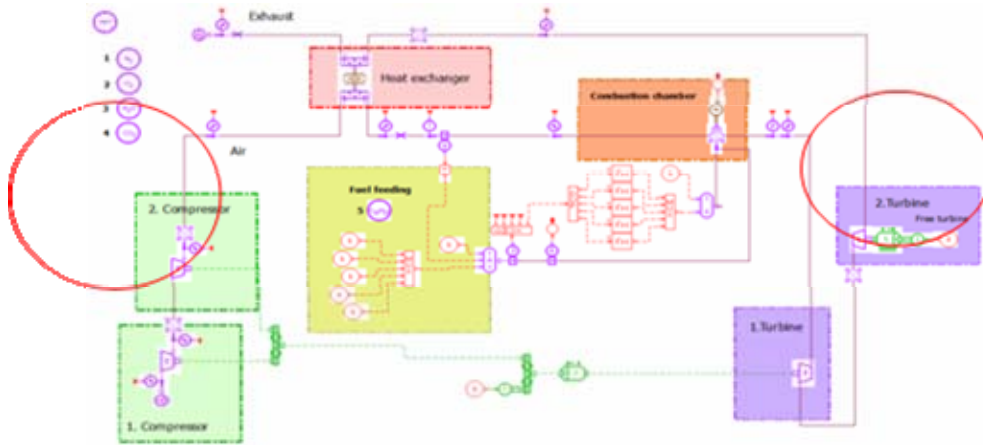 Exhaust
1
2
3
4
Heat exchanger
Combustion chamber
Air
Fuel feeding
5
2. Compressor
2.Turbine
Free turbine
1.Turbine
1. Compressor